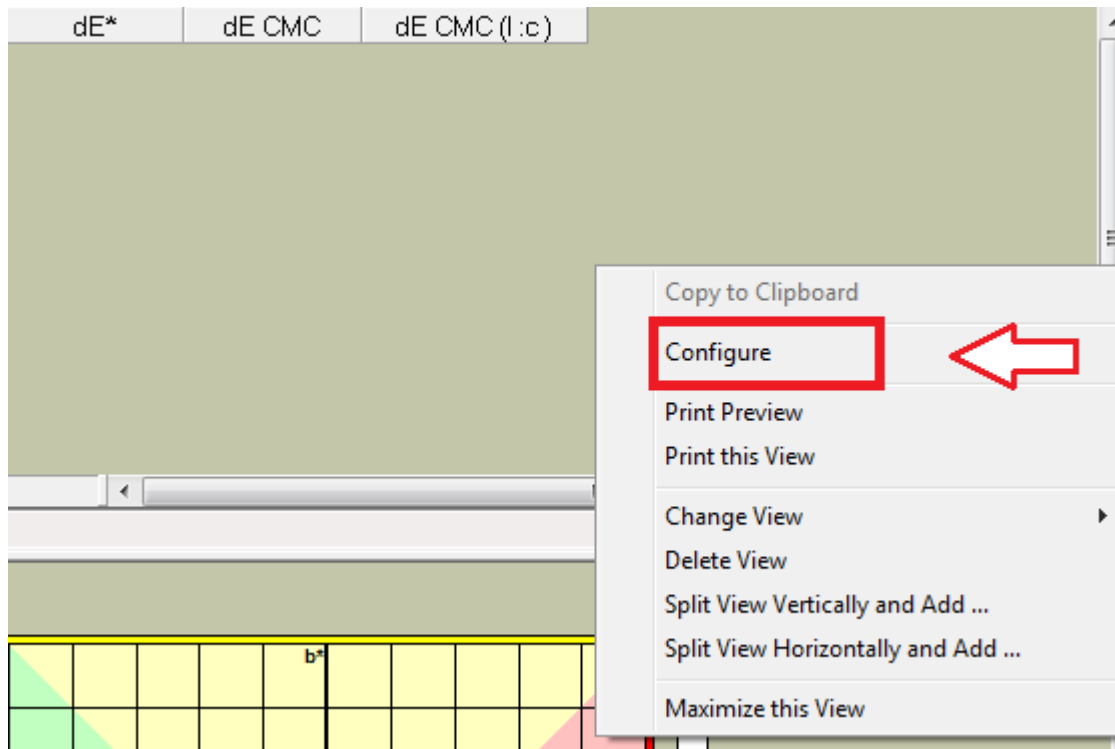 dE* dE CMC dE CMC (l :c )
Copy to Clipboard
Configure
Print Preview
Print this View
Change View
Delete View
Split View Vertically and Add ...
Split View Horizontally and Add ...
Maximize this View
b*